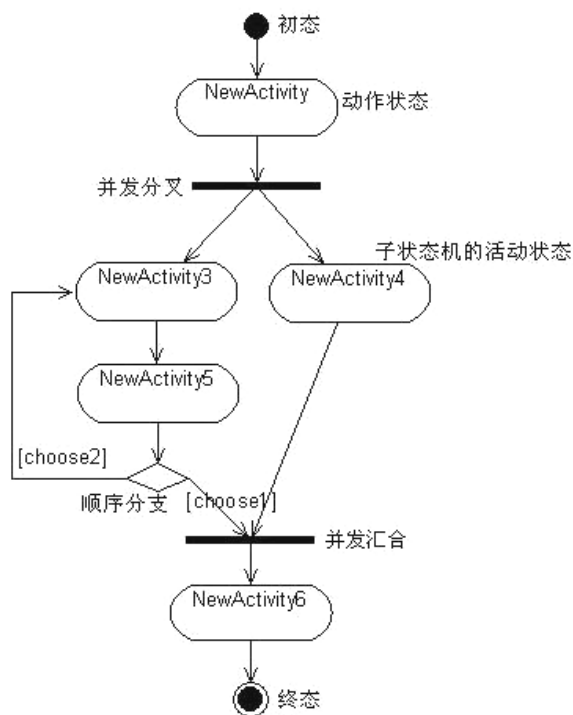 初态
NewActivity
动作状态
并发分叉
子状态机的活动状态
NewActivity3
NewActivity4
NewActivity5
[choose2]
顺序分支
[choose1]
并发汇合
NewActivity6
终态